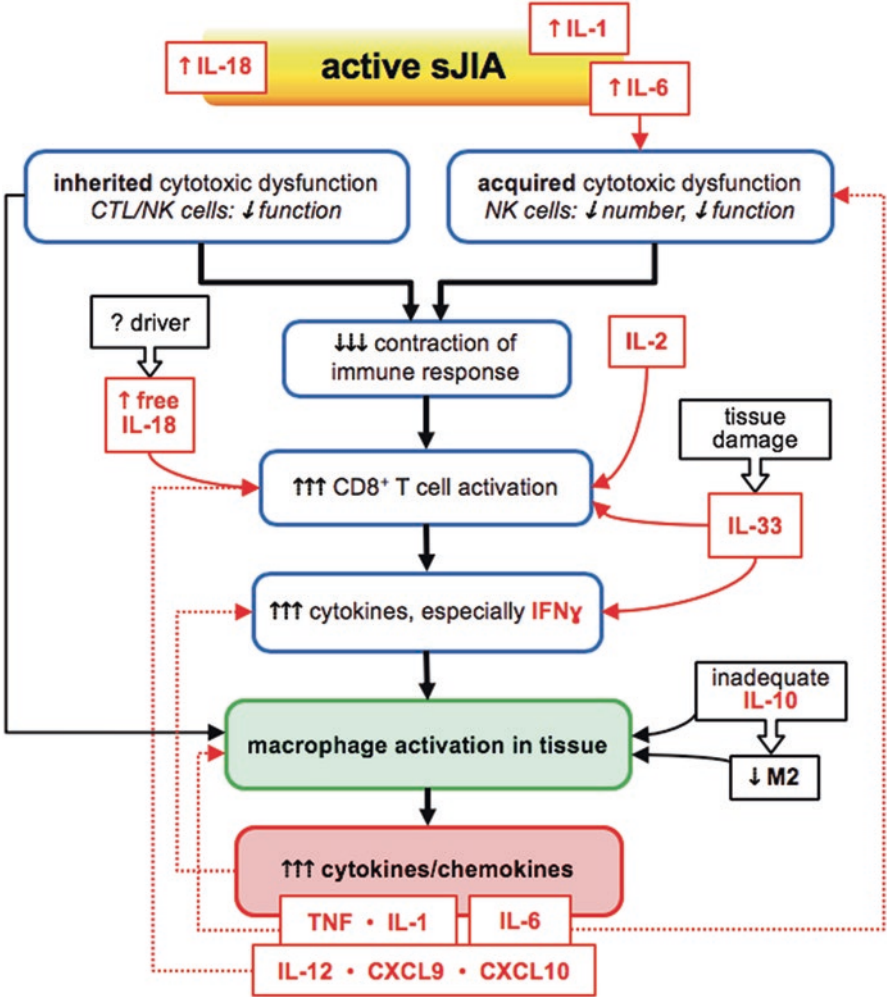 ↑ IL-1
↑ IL-18
active sJIA
↑ IL-6
inherited cytotoxic dysfunction
CTL/NK cells: ↓ function
acquired cytotoxic dysfunction
NK cells: ↓ number, ↓ function
? driver
↓↓↓ contraction of
immune response
IL-2
↑ free
IL-18
tissue
damage
↑↑↑ CD8⁺ T cell activation
IL-33
↑↑↑ cytokines, especially IFNɣ
inadequate
IL-10
macrophage activation in tissue
↓ M2
↑↑↑ cytokines/chemokines
TNF • IL-1
IL-6
IL-12 • CXCL9 • CXCL10